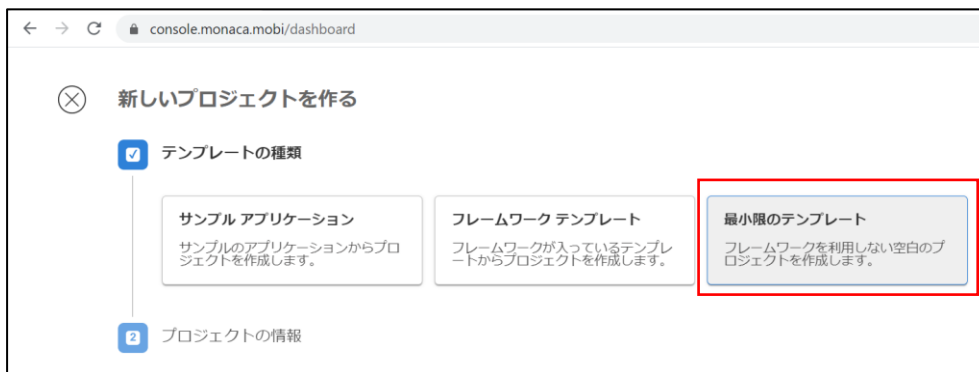 console.monaca.mobi/dashboard
新しいプロジェクトを作る
テンプレートの種類
サンプル アプリケーション
サンプルのアプリケーションからプロ
ジェクトを作成します。
フレームワーク テンプレート
フレームワークが入っているテンプレ
ートからプロジェクトを作成します。
最小限のテンプレート
フレームワークを利用しない空白のプ
ロジェクトを作成します。
2 プロジェクトの情報